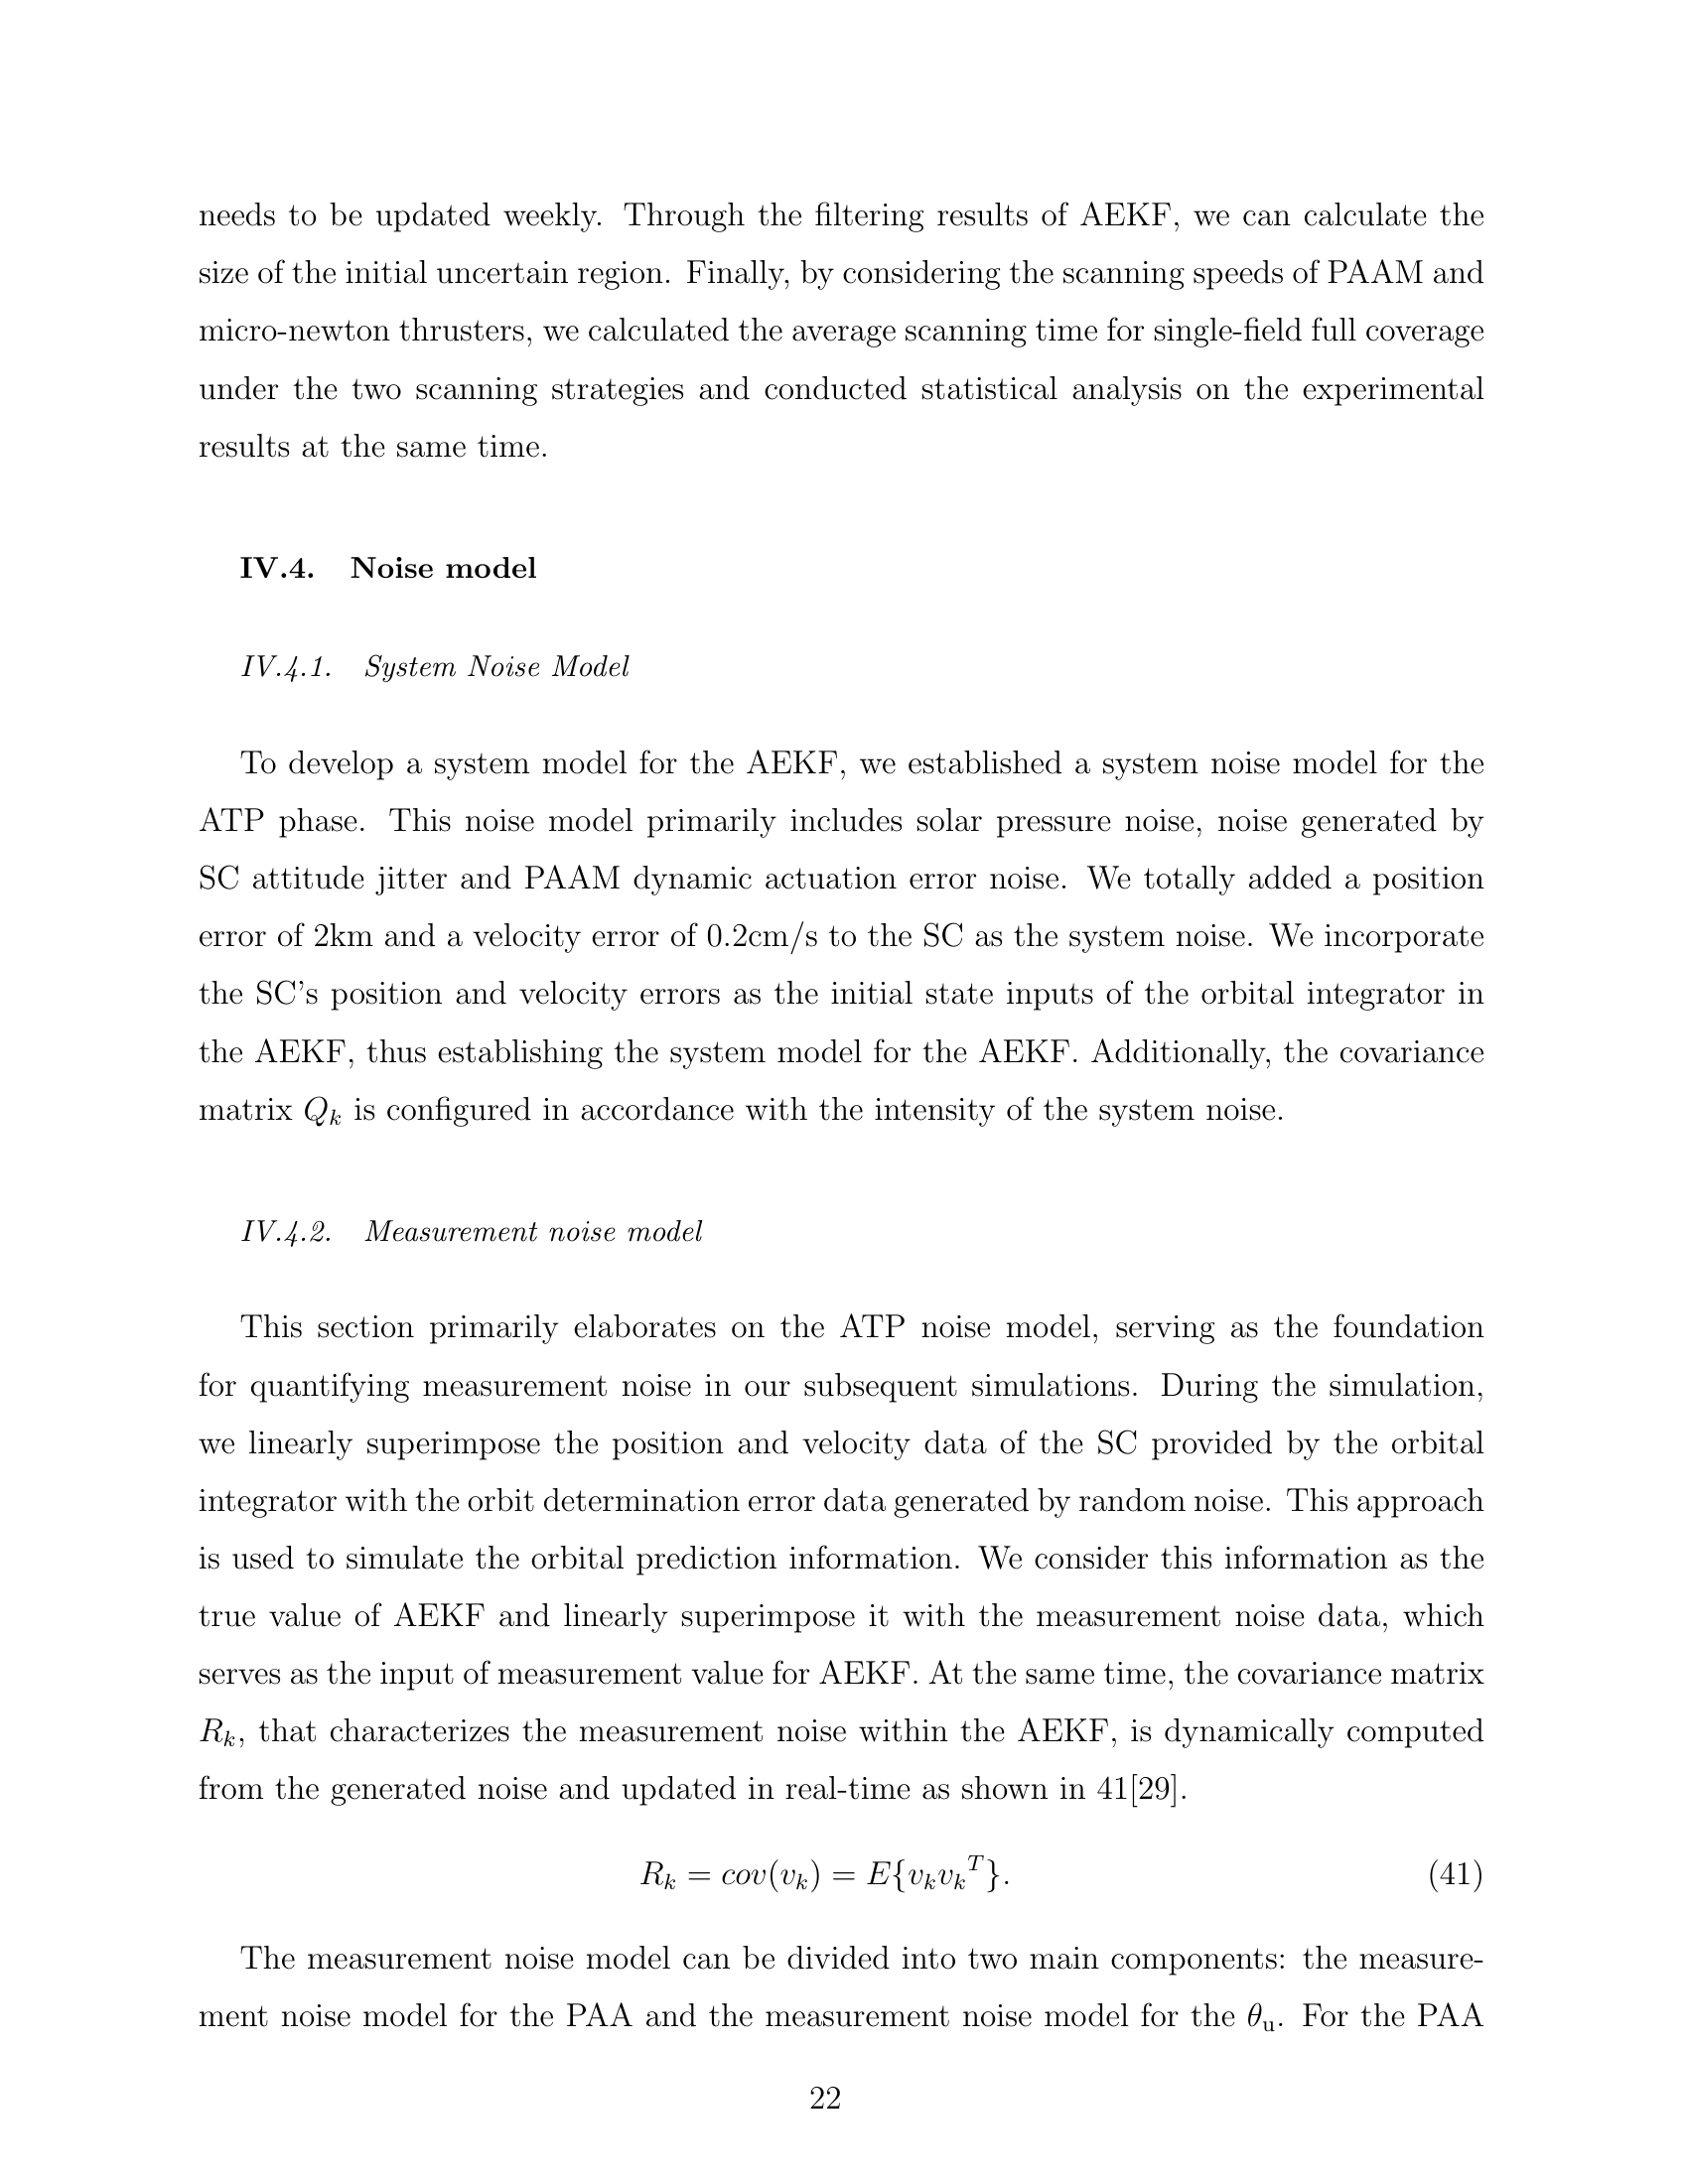 needs to be updated weekly. Through the filtering results of AEKF, we can calculate the
size of the initial uncertain region. Finally, by considering the scanning speeds of PAAM and
micro-newton thrusters, we calculated the average scanning time for single-field full coverage
under the two scanning strategies and conducted statistical analysis on the experimental
results at the same time.
IV.4. Noise model
IV.4.1. System Noise Model
To develop a system model for the AEKF, we established a system noise model for the
ATP phase. This noise model primarily includes solar pressure noise, noise generated by
SC attitude jitter and PAAM dynamic actuation error noise. We totally added a position
error of 2km and a velocity error of 0.2cm/s to the SC as the system noise. We incorporate
the SC's position and velocity errors as the initial state inputs of the orbital integrator in
the AEKF, thus establishing the system model for the AEKF. Additionally, the covariance
matrix $Q_k$ is configured in accordance with the intensity of the system noise.
IV.4.2. Measurement noise model
This section primarily elaborates on the ATP noise model, serving as the foundation
for quantifying measurement noise in our subsequent simulations. During the simulation,
we linearly superimpose the position and velocity data of the SC provided by the orbital
integrator with the orbit determination error data generated by random noise. This approach
is used to simulate the orbital prediction information. We consider this information as the
true value of AEKF and linearly superimpose it with the measurement noise data, which
serves as the input of measurement value for AEKF. At the same time, the covariance matrix
$R_k$, that characterizes the measurement noise within the AEKF, is dynamically computed
from the generated noise and updated in real-time as shown in 41[29].
$R_k = cov(v_k) = E\{v_k {v_k}^T\}.$ (41)
The measurement noise model can be divided into two main components: the measure-
ment noise model for the PAA and the measurement noise model for the $\theta_{\mathrm{u}}$. For the PAA
22